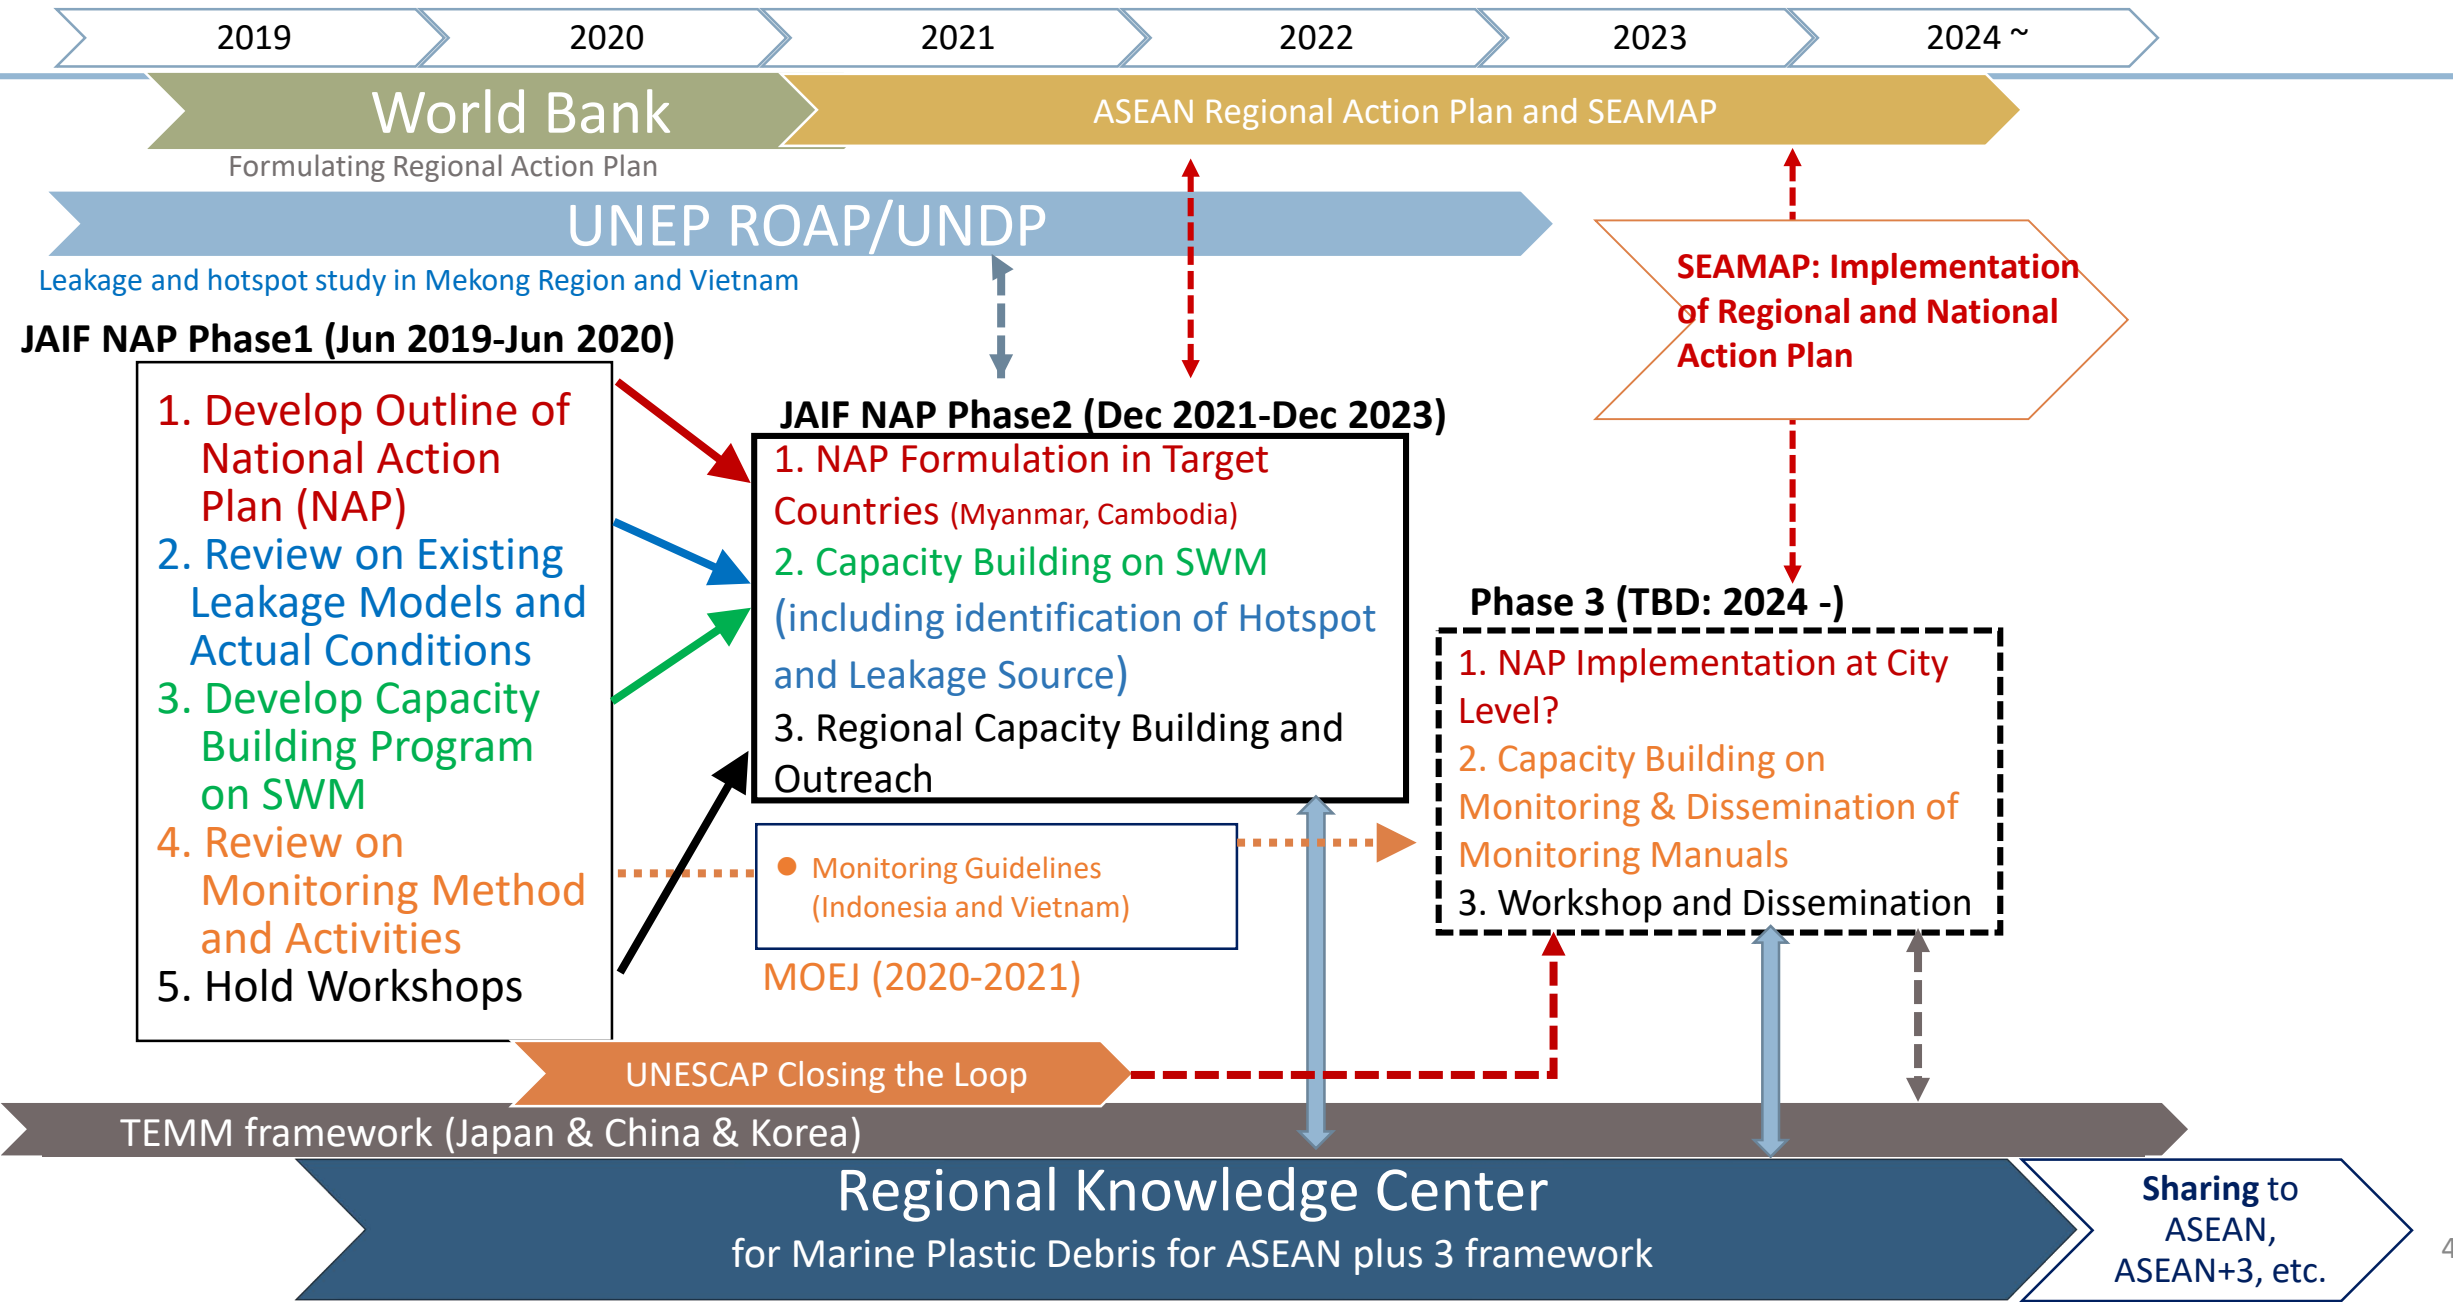 2019
2020
2021
2022
2023
2024 ~
World Bank
ASEAN Regional Action Plan and SEAMAP
Formulating Regional Action Plan
UNEP ROAP/UNDP
Leakage and hotspot study in Mekong Region and Vietnam
SEAMAP: Implementation
of Regional and National
Action Plan
JAIF NAP Phase1 (Jun 2019-Jun 2020)
1. Develop Outline of
National Action
Plan (NAP)
2. Review on Existing
Leakage Models and
Actual Conditions
3. Develop Capacity
Building Program
on SWM
4. Review on
Monitoring Method
and Activities
5. Hold Workshops
JAIF NAP Phase2 (Dec 2021-Dec 2023)
1. NAP Formulation in Target
Countries (Myanmar, Cambodia)
2. Capacity Building on SWM
(including identification of Hotspot
and Leakage Source)
3. Regional Capacity Building and
Outreach
● Monitoring Guidelines
(Indonesia and Vietnam)
MOEJ (2020-2021)
Phase 3 (TBD: 2024 -)
1. NAP Implementation at City
Level?
2. Capacity Building on
Monitoring & Dissemination of
Monitoring Manuals
3. Workshop and Dissemination
UNESCAP Closing the Loop
TEMM framework (Japan & China & Korea)
Regional Knowledge Center
for Marine Plastic Debris for ASEAN plus 3 framework
Sharing to
ASEAN,
ASEAN+3, etc.
4